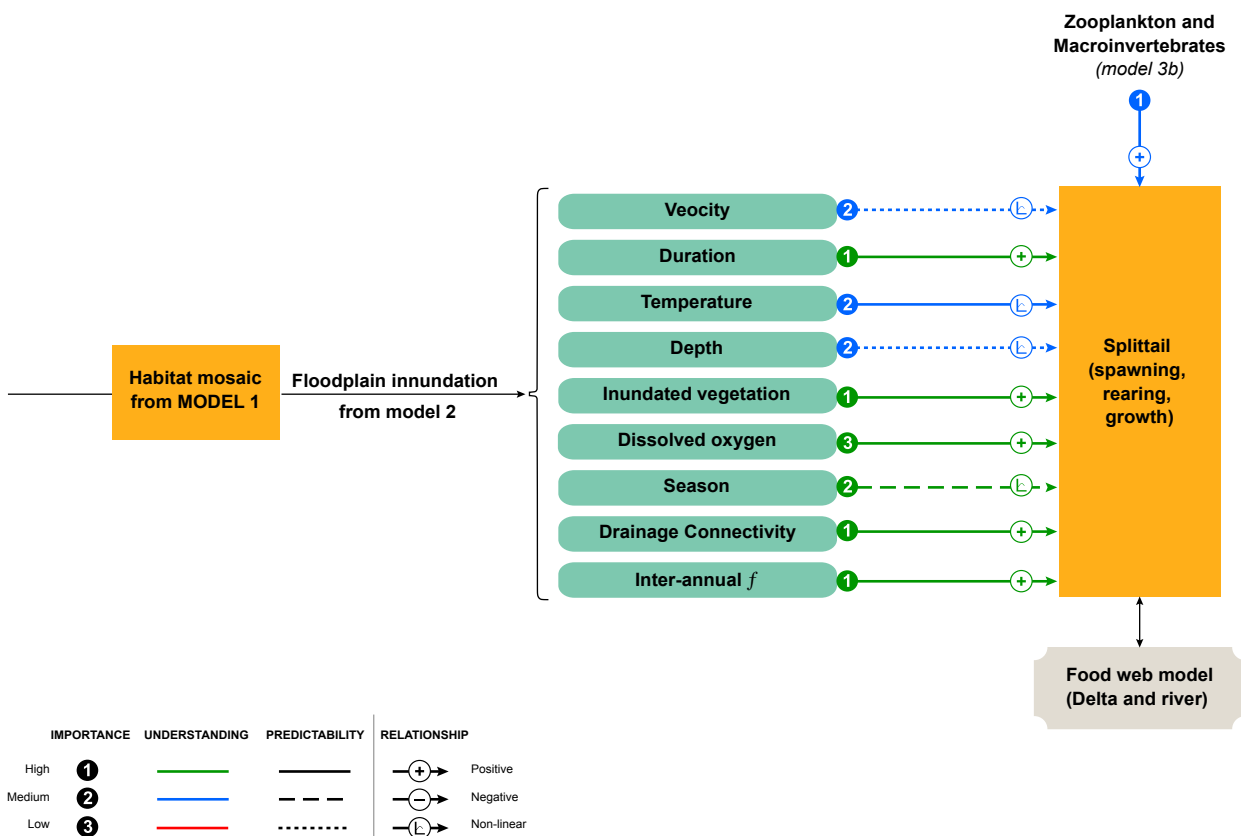 Zooplankton and
Macroinvertebrates
(model 3b)
1
Veocity 2
Duration 1
Temperature 2
Depth 2
Inundated vegetation 1
Dissolved oxygen 3
Season 2
Drainage Connectivity 1
Inter-annual f 1
Habitat mosaic
from MODEL 1
Floodplain innundation
from model 2
Splittail
(spawning,
rearing,
growth)
Food web model
(Delta and river)
IMPORTANCE UNDERSTANDING PREDICTABILITY RELATIONSHIP
High 1 Positive
Medium 2 Negative
Low 3 Non-linear